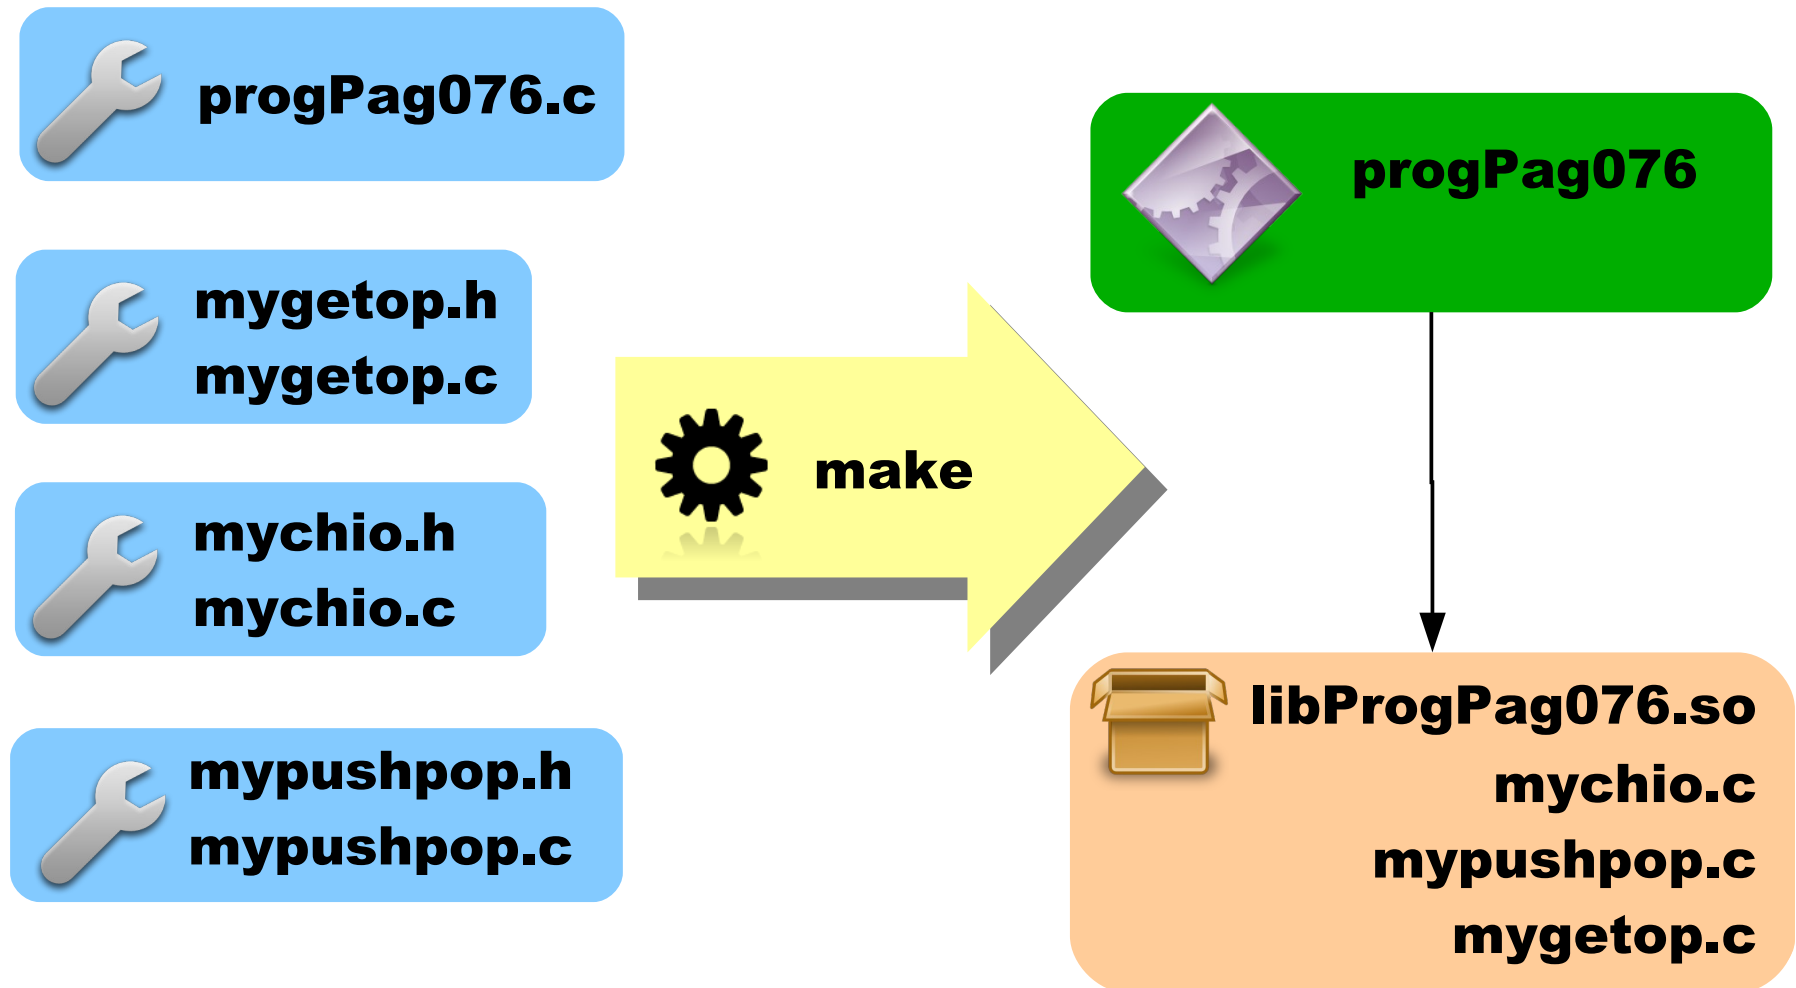 progPag076.c
mygetop.h
mygetop.c
mychio.h
mychio.c
mypushpop.h
mypushpop.c
make
progPag076
libProgPag076.so
mychio.c
mypushpop.c
mygetop.c